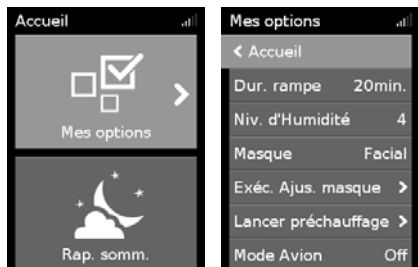 Accueil
Mes options
Rap. somm.
Mes options
< Accueil
Dur. rampe 20min.
Niv. d'Humidité 4
Masque Facial
Exéc. Ajus. masque >
Lancer préchauffage >
Mode Avion Off